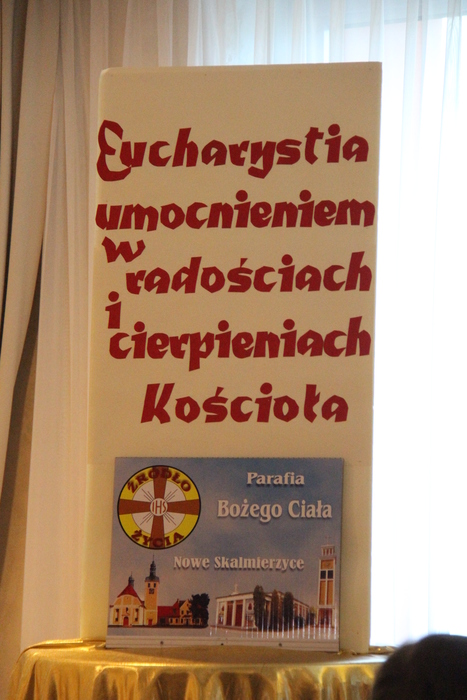 Eucharystia
umocnieniem
w
radościach
i
cierpieniach
Kościoła
ŹRÓDŁO
IHS
ŻYCIA
Parafia
Bożego Ciała
Nowe Skalmierzyce